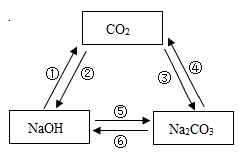 CO₂
① ② ③ ④
NaOH ⑤ ⑥ Na₂CO₃